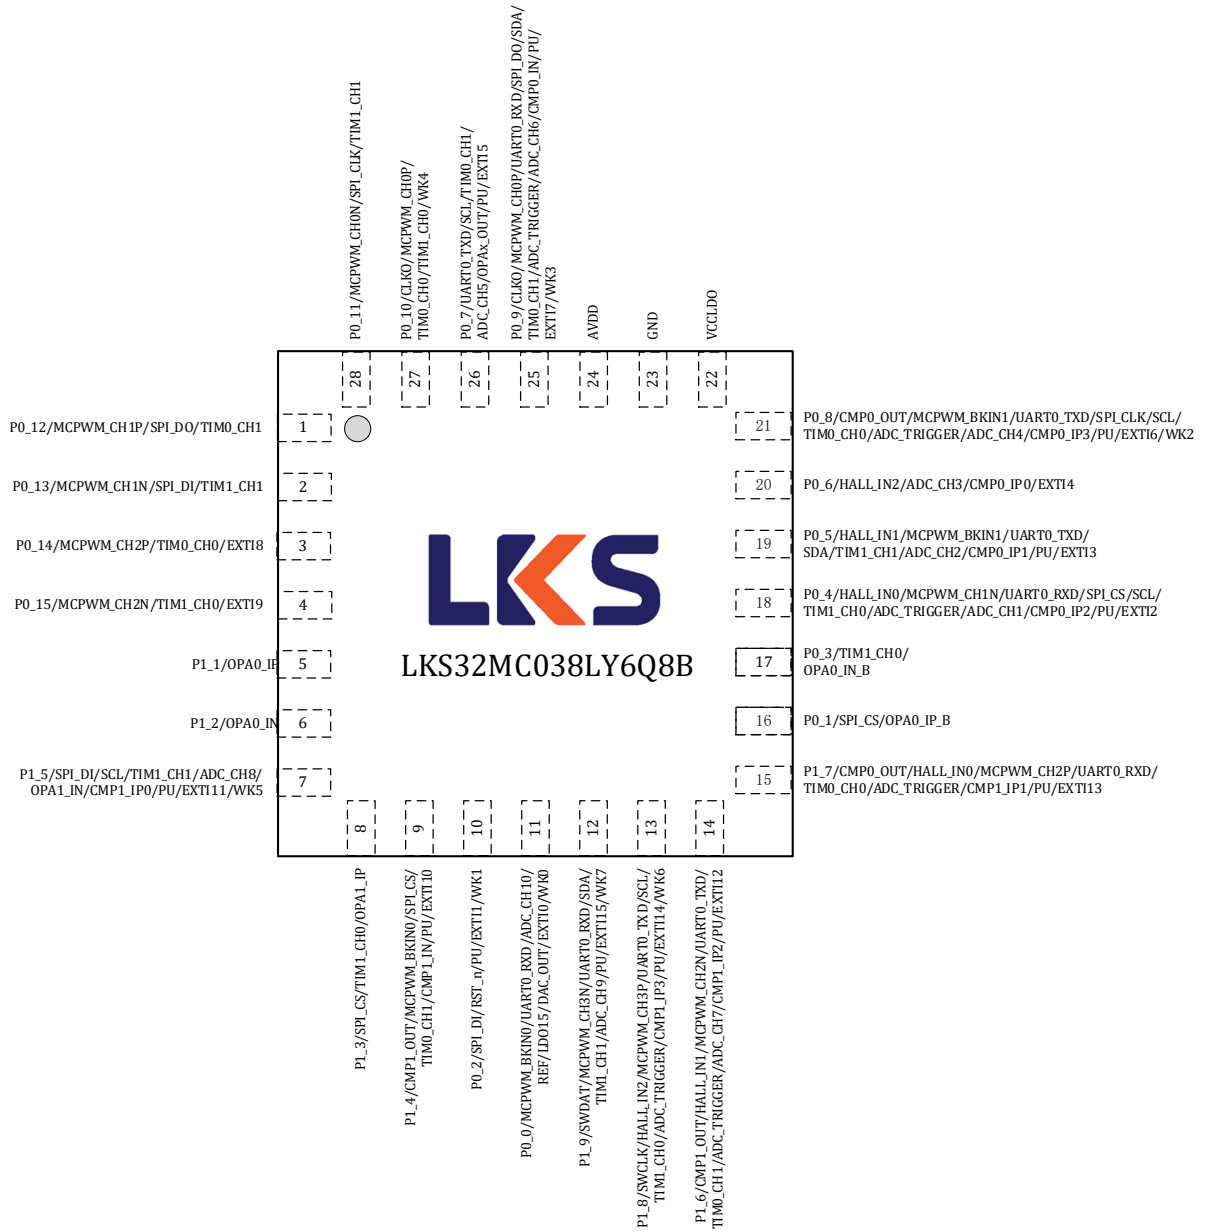 P0_11/MCPWM_CH0N/SPI_CLK/TIM1_CH1
P0_10/CLKO/MCPWM_CH0P/
TIM0_CH0/TIM1_CH0/WK4
P0_7/UART0_TXD/SCL/TIM0_CH1/
ADC_CH5/OPAx_OUT/PU/EXTI5
P0_9/CLKO/MCPWM_CH0P/UART0_RXD/SPI_DO/SDA/
TIM0_CH1/ADC_TRIGGER/ADC_CH6/CMP0_IN/PU/
EXTI7/WK3
AVDD
GND
VCCLDO
28
27
26
25
24
23
22
P0_12/MCPWM_CH1P/SPI_DO/TIM0_CH1
1
P0_13/MCPWM_CH1N/SPI_DI/TIM1_CH1
2
P0_14/MCPWM_CH2P/TIM0_CH0/EXTI8
3
P0_15/MCPWM_CH2N/TIM1_CH0/EXTI9
4
P1_1/OPA0_IP
5
P1_2/OPA0_IN
6
P1_5/SPI_DI/SCL/TIM1_CH1/ADC_CH8/
OPA1_IN/CMP1_IP0/PU/EXTI11/WK5
7
LKS
LKS32MC038LY6Q8B
21
P0_8/CMP0_OUT/MCPWM_BKIN1/UART0_TXD/SPI_CLK/SCL/
TIM0_CH0/ADC_TRIGGER/ADC_CH4/CMP0_IP3/PU/EXTI6/WK2
20
P0_6/HALL_IN2/ADC_CH3/CMP0_IP0/EXTI4
19
P0_5/HALL_IN1/MCPWM_BKIN1/UART0_TXD/
SDA/TIM1_CH1/ADC_CH2/CMP0_IP1/PU/EXTI3
18
P0_4/HALL_IN0/MCPWM_CH1N/UART0_RXD/SPI_CS/SCL/
TIM1_CH0/ADC_TRIGGER/ADC_CH1/CMP0_IP2/PU/EXTI2
17
P0_3/TIM1_CH0/
OPA0_IN_B
16
P0_1/SPI_CS/OPA0_IP_B
15
P1_7/CMP0_OUT/HALL_IN0/MCPWM_CH2P/UART0_RXD/
TIM0_CH0/ADC_TRIGGER/CMP1_IP1/PU/EXTI13
8
9
10
11
12
13
14
P1_3/SPI_CS/TIM1_CH0/OPA1_IP
P1_4/CMP1_OUT/MCPWM_BKIN0/SPI_CS/
TIM0_CH1/CMP1_IN/PU/EXTI10
P0_2/SPI_DI/RST_n/PU/EXTI1/WK1
P0_0/MCPWM_BKIN0/UART0_RXD/ADC_CH10/
REF/LDO15/DAC_OUT/EXTI0/WK0
P1_9/SWDAT/MCPWM_CH3N/UART0_RXD/SDA/
TIM1_CH1/ADC_CH9/PU/EXTI15/WK7
P1_8/SWCLK/HALL_IN2/MCPWM_CH3P/UART0_TXD/SCL/
TIM1_CH0/ADC_TRIGGER/CMP1_IP3/PU/EXTI14/WK6
P1_6/CMP1_OUT/HALL_IN1/MCPWM_CH2N/UART0_TXD/
TIM0_CH1/ADC_TRIGGER/ADC_CH7/CMP1_IP2/PU/EXTI12